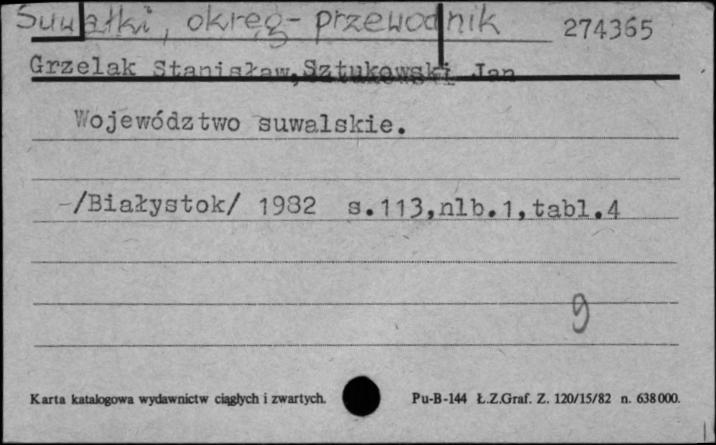 Suwałki, okręg - przewodnik 274365
Grzelak Stanisław, Sztukowski Jan
Województwo suwalskie.
-/Białystok/ 1982 s.113,nlb.1,tabl.4
9
Karta katalogowa wydawnictw ciągłych i zwartych. Pu-B-144 Ł.Z.Graf. Z. 120/15/82 n. 638000.